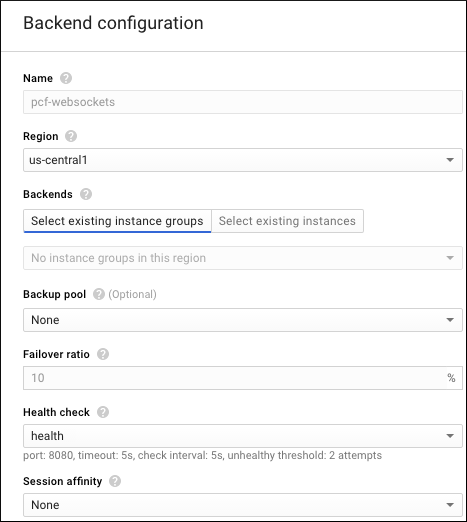 Backend configuration
Name ?
pcf-websockets
Region ?
us-central1
Backends ?
Select existing instance groups Select existing instances
No instance groups in this region
Backup pool ? (Optional)
None
Failover ratio ?
10 %
Health check ?
health
port: 8080, timeout: 5s, check interval: 5s, unhealthy threshold: 2 attempts
Session affinity ?
None